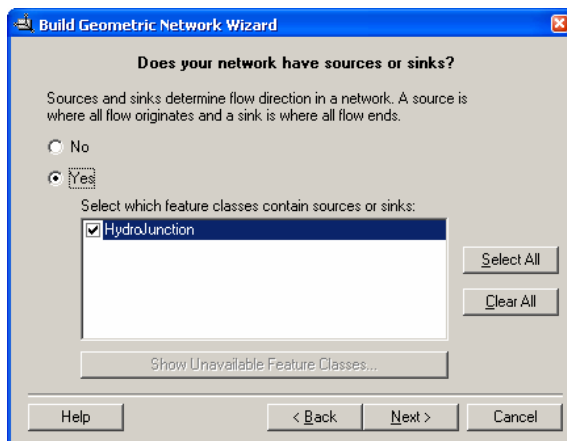 Build Geometric Network Wizard
Does your network have sources or sinks?
Sources and sinks determine flow direction in a network. A source is
where all flow originates and a sink is where all flow ends.
No
Yes
Select which feature classes contain sources or sinks:
HydroJunction
Select All
Clear All
Show Unavailable Feature Classes...
Help
< Back
Next >
Cancel